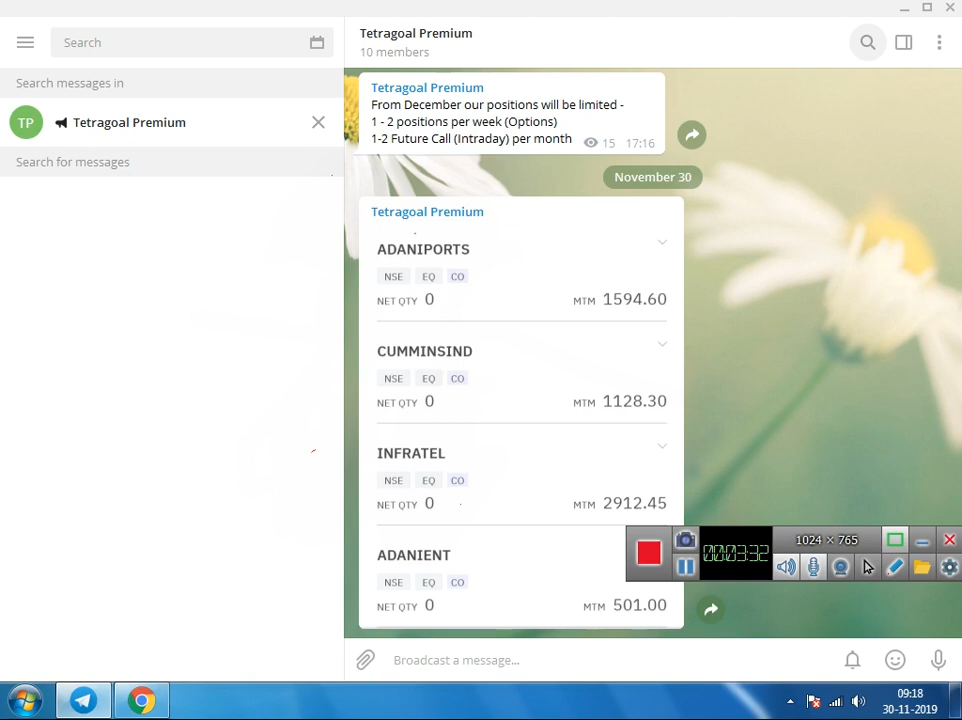 Search
Tetragoal Premium
10 members
Search messages in
TP
Tetragoal Premium
Search for messages
Tetragoal Premium
From December our positions will be limited -
1 - 2 positions per week (Options)
1-2 Future Call (Intraday) per month
15 17:16
November 30
Tetragoal Premium
ADANIPORTS
NSE EQ CO
NET QTY 0 MTM 1594.60
CUMMINSIND
NSE EQ CO
NET QTY 0 MTM 1128.30
INFRATEL
NSE EQ CO
NET QTY 0 MTM 2912.45
ADANIENT
NSE EQ CO
NET QTY 0 MTM 501.00
1024 × 765
00:03:32
Broadcast a message...
09:18
30-11-2019